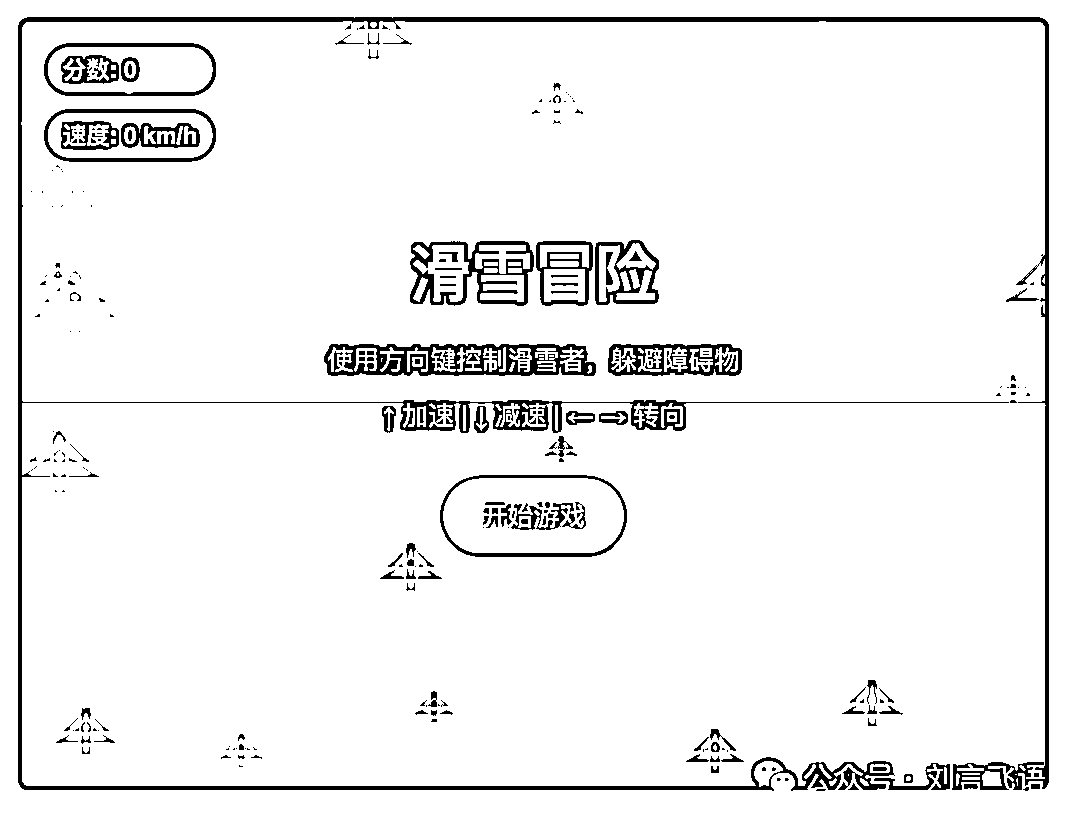 分数: 0
速度: 0 km/h
滑雪冒险
使用方向键控制滑雪者，躲避障碍物
↑ 加速 | ↓ 减速 | ← → 转向
开始游戏
公众号 · 刘言飞语